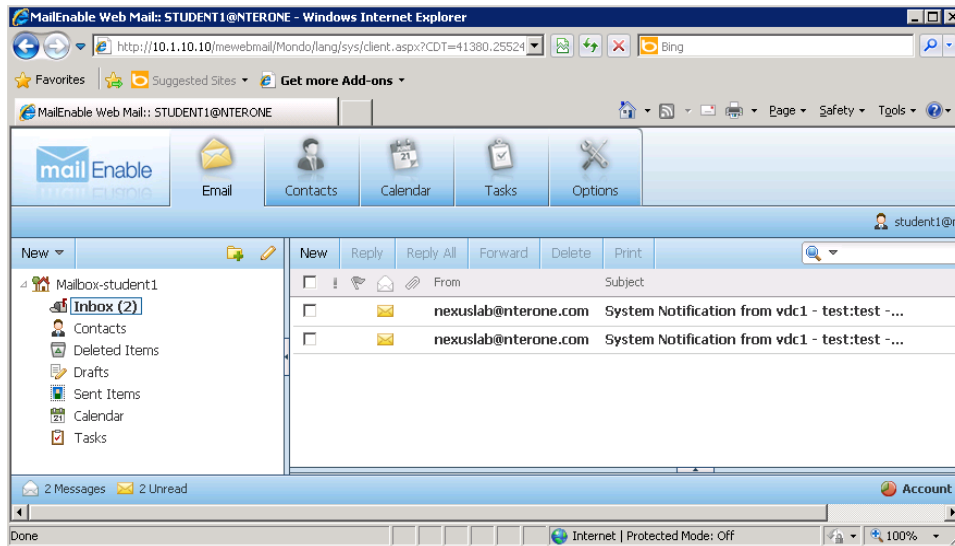 MailEnable Web Mail:: STUDENT1@NTERONE - Windows Internet Explorer
http://10.1.10.10/mewebmail/Mondo/lang/sys/client.aspx?CDT=41380.25524 Bing
Favorites Suggested Sites Get more Add-ons
MailEnable Web Mail:: STUDENT1@NTERONE Page Safety Tools
mail Enable
Email Contacts Calendar Tasks Options
student1@n
New New Reply Reply All Forward Delete Print
Mailbox-student1 ! From Subject
Inbox (2) nexuslab@nterone.com System Notification from vdc1 - test:test -...
Contacts nexuslab@nterone.com System Notification from vdc1 - test:test -...
Deleted Items
Drafts
Sent Items
Calendar
Tasks
2 Messages 2 Unread Account
Done Internet | Protected Mode: Off 100%